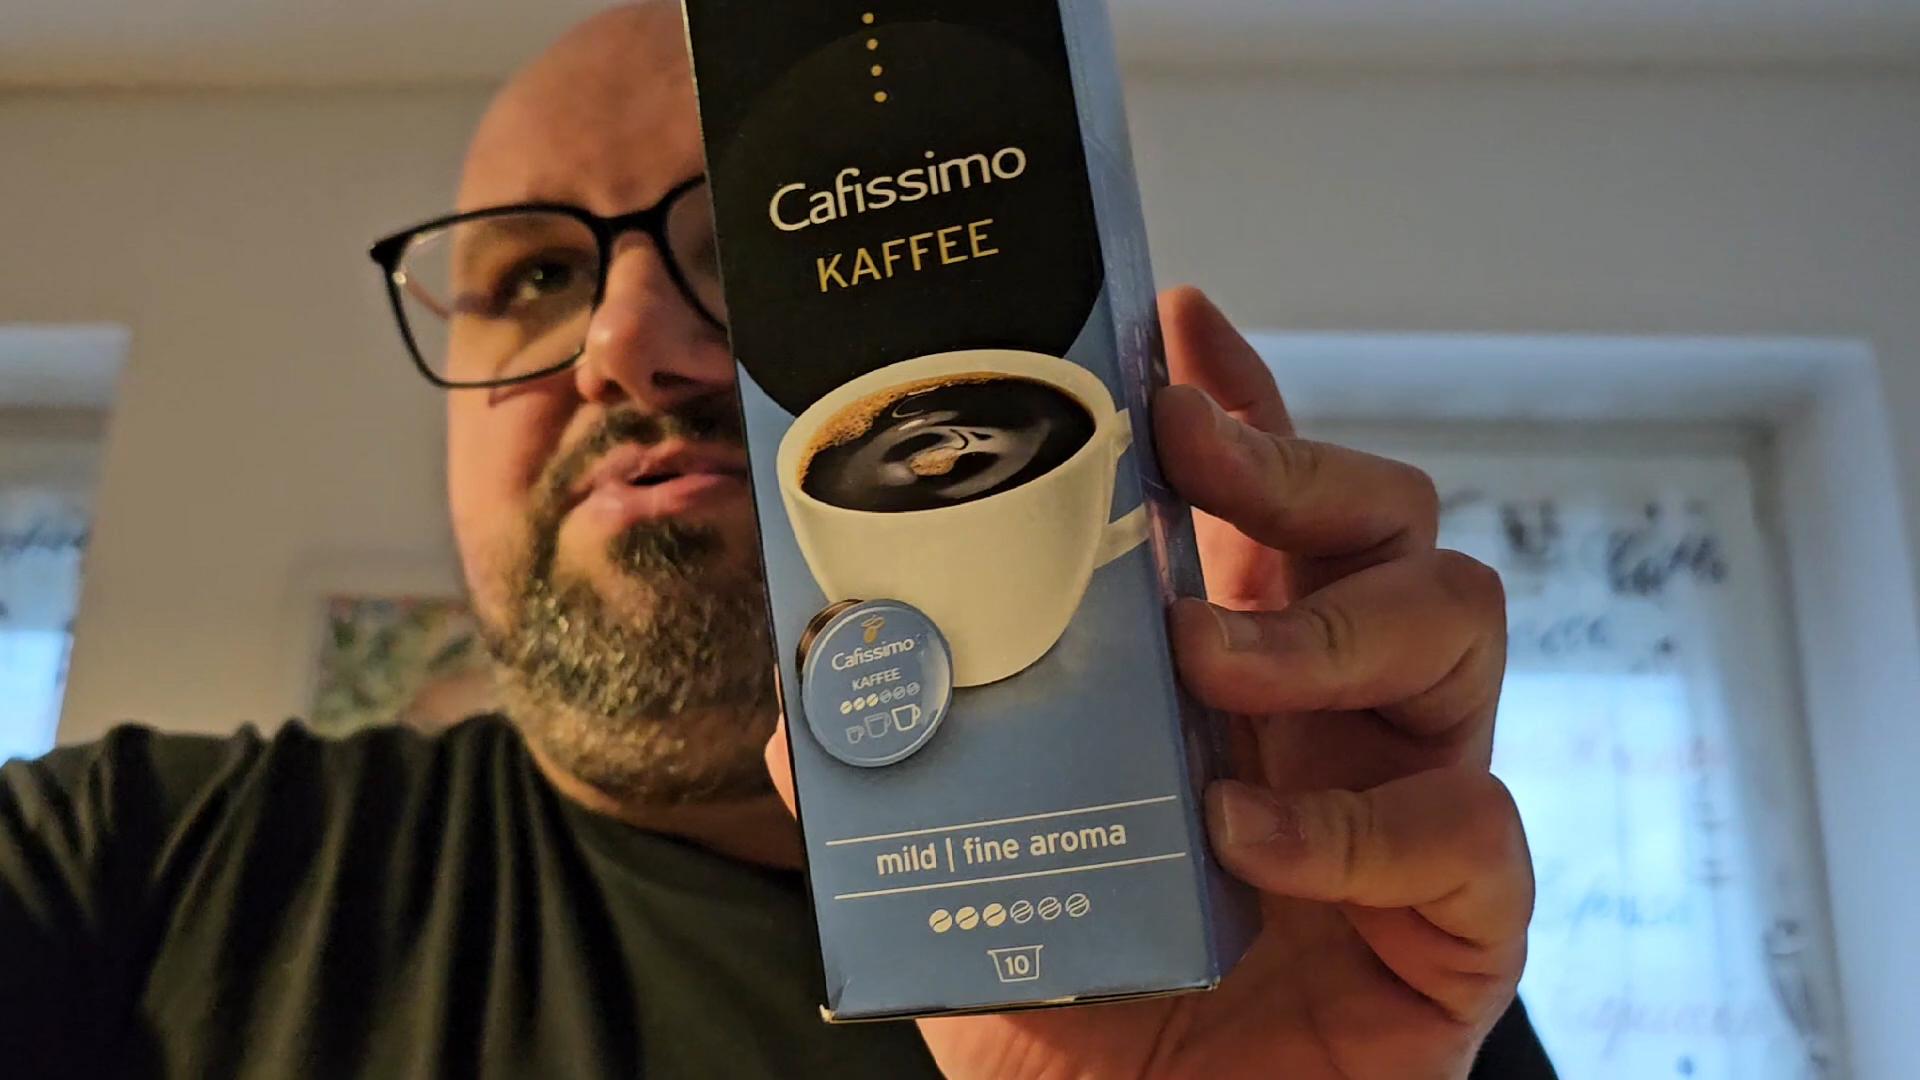 Cafissimo
KAFFEE
Cafissimo
KAFFEE
mild | fine aroma
10